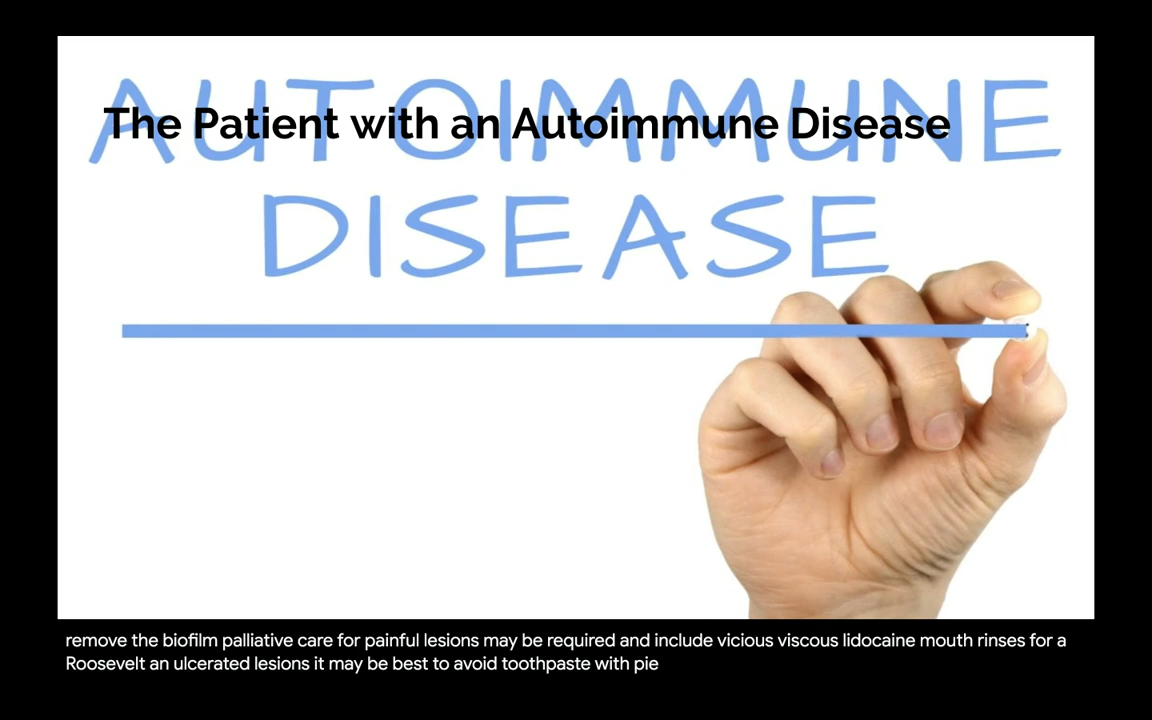 AUTOIMMUNE
The Patient with an Autoimmune Disease
DISEASE
remove the biofilm palliative care for painful lesions may be required and include vicious viscous lidocaine mouth rinses for a
Roosevelt an ulcerated lesions it may be best to avoid toothpaste with pie